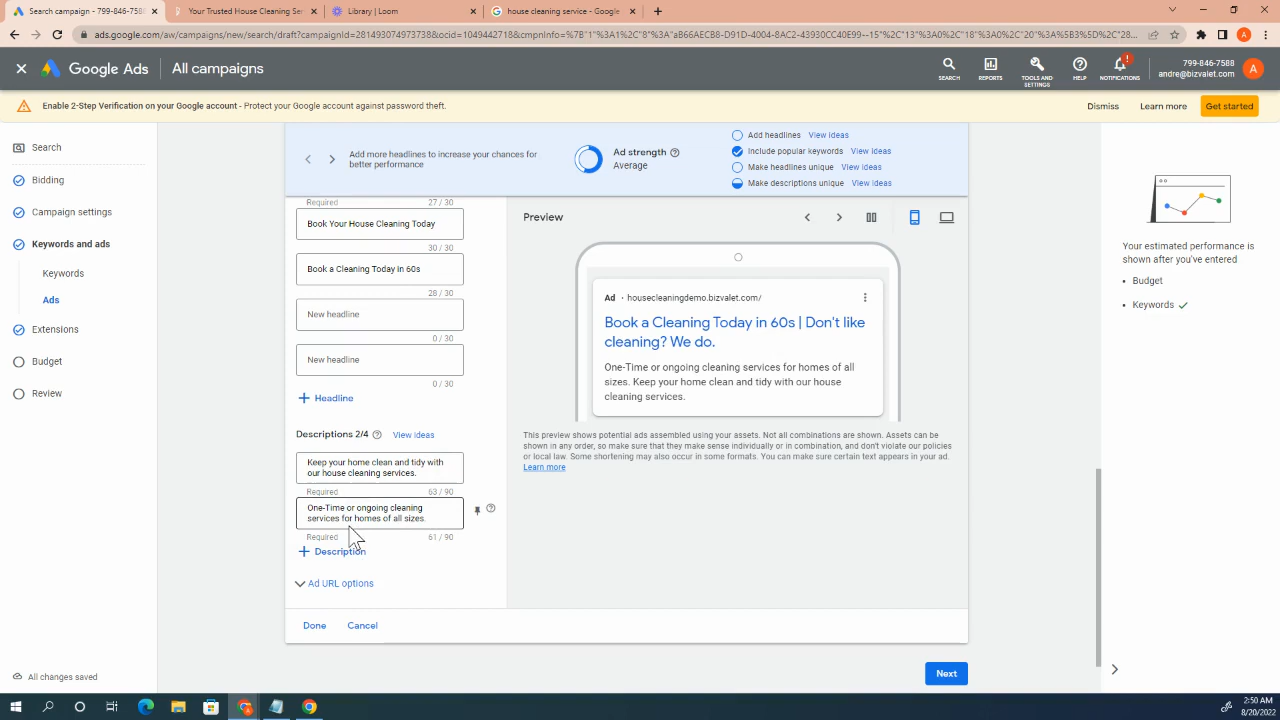 Search campaign - 799-846-7588
Your Trusted House Cleaning Ser
Library | Loom
house cleaning service - Google
ads.google.com/aw/campaigns/new/search/draft?campaignId=281493074973738&ocid=1049442718&cmpnInfo=%7B"1"%3A1%2C"8"%3A"aB66AECB8-D91D-4004-8AC2-43930CC40E99--15"%2C"13"%3A0%2C"18"%3A0%2C"20"%3A%5B3%5D%2C"28...
Google Ads
All campaigns
SEARCH
REPORTS
TOOLS AND SETTINGS
HELP
NOTIFICATIONS
799-846-7588
andre@bizvalet.com
A
Enable 2-Step Verification on your Google account - Protect your Google account against password theft.
Dismiss
Learn more
Get started
Search
Bidding
Campaign settings
Keywords and ads
Keywords
Ads
Extensions
Budget
Review
All changes saved
Add more headlines to increase your chances for
better performance
Ad strength
Average
Add headlines View ideas
Include popular keywords View ideas
Make headlines unique View ideas
Make descriptions unique View ideas
Required 27 / 30
Book Your House Cleaning Today
30 / 30
Book a Cleaning Today in 60s
28 / 30
New headline
0 / 30
New headline
0 / 30
+ Headline
Descriptions 2/4 View ideas
Keep your home clean and tidy with
our house cleaning services.
Required 63 / 90
One-Time or ongoing cleaning
services for homes of all sizes.
Required 61 / 90
+ Description
Ad URL options
Done
Cancel
Preview
Ad · housecleaningdemo.bizvalet.com/
Book a Cleaning Today in 60s | Don't like
cleaning? We do.
One-Time or ongoing cleaning services for homes of all
sizes. Keep your home clean and tidy with our house
cleaning services.
This preview shows potential ads assembled using your assets. Not all combinations are shown. Assets can be
shown in any order, so make sure that they make sense individually or in combination, and don't violate our policies
or local law. Some shortening may also occur in some formats. You can make sure certain text appears in your ad.
Learn more
Next
Your estimated performance is
shown after you've entered
• Budget
• Keywords
2:50 AM
8/20/2022